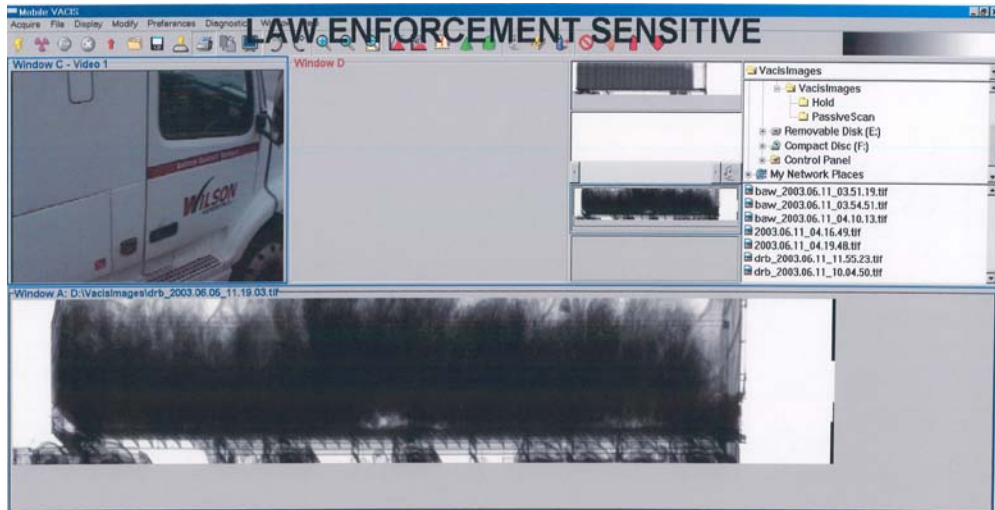 Mobile VACIS
LAW ENFORCEMENT SENSITIVE
Acquire File Display Modify Preferences Diagnostic
Window C - Video 1
Window D
WILSON
VacisImages
VacisImages
Hold
PassiveScan
Removable Disk (E:)
Compact Disc (F:)
Control Panel
My Network Places
baw_2003.06.11_03.51.19.tif
baw_2003.06.11_03.54.51.tif
baw_2003.06.11_04.10.13.tif
2003.06.11_04.16.49.tif
2003.06.11_04.19.48.tif
drb_2003.06.11_11.55.23.tif
drb_2003.06.11_10.04.50.tif
Window A: D:\VacisImages\drb_2003.06.05_11.19.03.tif